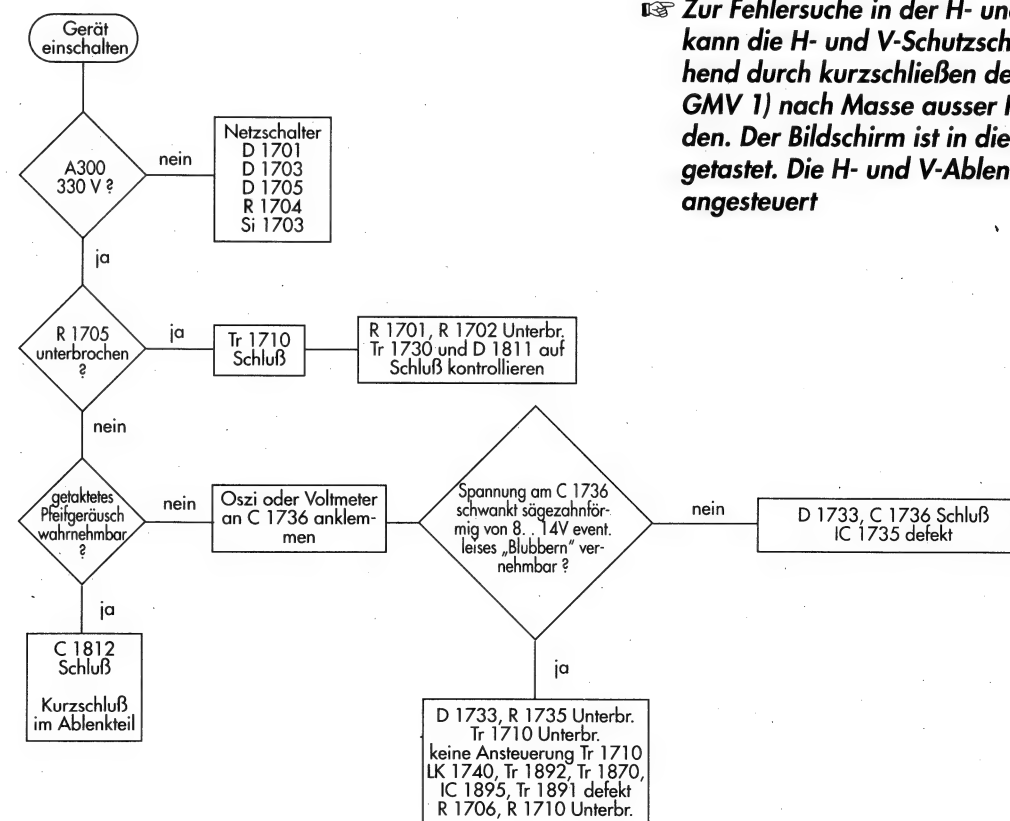 Zur Fehlersuche in der H- und
kann die H- und V-Schutzsch
hend durch kurzschließen de
GMV 1) nach Masse ausser
den. Der Bildschirm ist in die
getastet. Die H- und V-Ablen
angesteuert
Gerät
einschalten
A300
330 V ?
nein
Netzschalter
D 1701
D 1703
D 1705
R 1704
Si 1703
ja
R 1705
unterbrochen
?
ja
Tr 1710
Schluß
R 1701, R 1702 Unterbr.
Tr 1730 und D 1811 auf
Schluß kontrollieren
nein
getaktetes
Pfeifgeräusch
wahrnehmbar
?
nein
Oszi oder Voltmeter
an C 1736 anklem-
men
Spannung am C 1736
schwankt sägezahnför-
mig von 8. . 14V event.
leises „Blubbern" ver-
nehmbar ?
nein
D 1733, C 1736 Schluß
IC 1735 defekt
ja
C 1812
Schluß
Kurzschluß
im Ablenkteil
ja
D 1733, R 1735 Unterbr.
Tr 1710 Unterbr.
keine Ansteuerung Tr 1710
LK 1740, Tr 1892, Tr 1870,
IC 1895, Tr 1891 defekt
R 1706, R 1710 Unterbr.